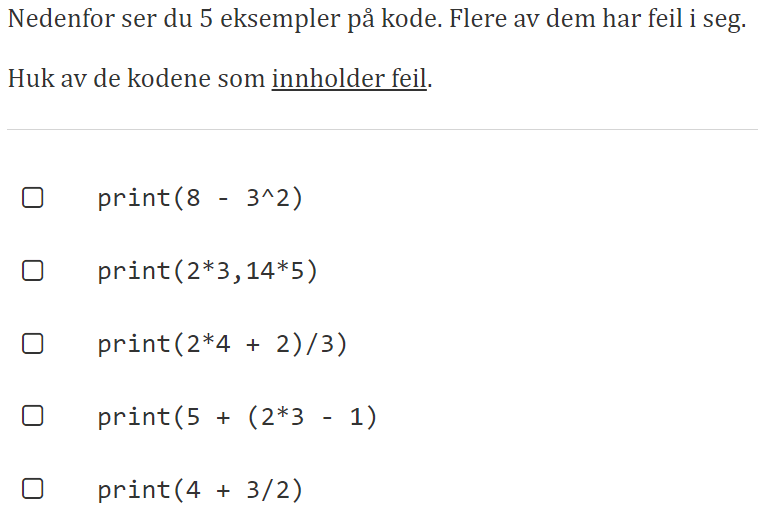 Nedenfor ser du 5 eksempler på kode. Flere av dem har feil i seg.
Huk av de kodene som innholder feil.
print(8 - 3^2)
print(2*3,14*5)
print(2*4 + 2)/3)
print(5 + (2*3 - 1)
print(4 + 3/2)